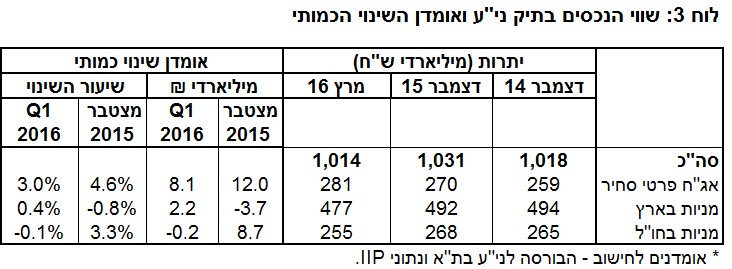 לוח 3: שווי הנכסים בתיק ני"ע ואומדן השינוי הכמותי
יתרות (מיליארדי ש"ח) אומדן שינוי כמותי
דצמבר 14 דצמבר 15 מרץ 16 מיליארדי ₪ שיעור השינוי
מצטבר Q1 מצטבר Q1
2015 2016 2015 2016
סה"כ 1,018 1,031 1,014
אג"ח פרטי סחיר 259 270 281 12.0 8.1 4.6% 3.0%
מניות בארץ 494 492 477 -3.7 2.2 -0.8% 0.4%
מניות בחו"ל 265 268 255 8.7 -0.2 3.3% -0.1%
* אומדנים לחישוב - הבורסה לני"ע בת"א ונתוני IIP.